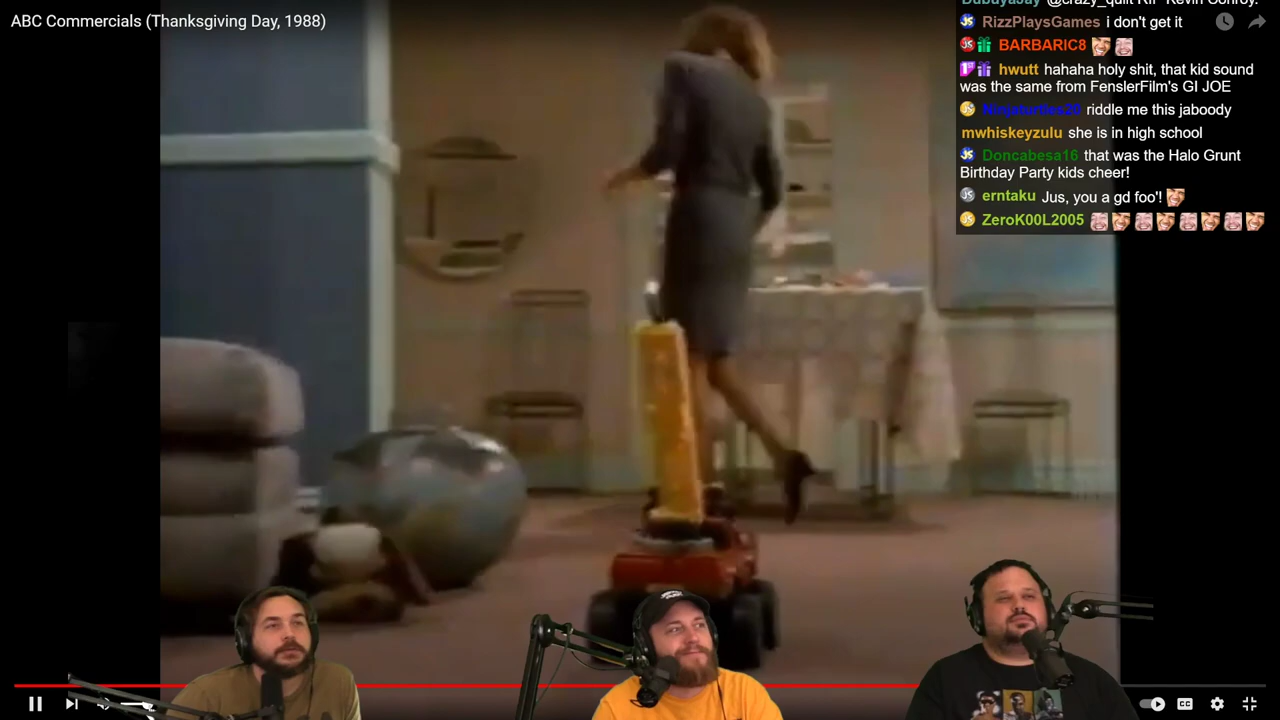 ABC Commercials (Thanksgiving Day, 1988)
DubdyaJay @crazy_quilt RIP Kevin Conroy.
RizzPlaysGames i don't get it
BARBARIC8
hwutt hahaha holy shit, that kid sound
was the same from FenslerFilm's GI JOE
Ninjaturtles20 riddle me this jaboody
mwhiskeyzulu she is in high school
Doncabesa16 that was the Halo Grunt
Birthday Party kids cheer!
erntaku Jus, you a gd foo'!
ZeroK00L2005